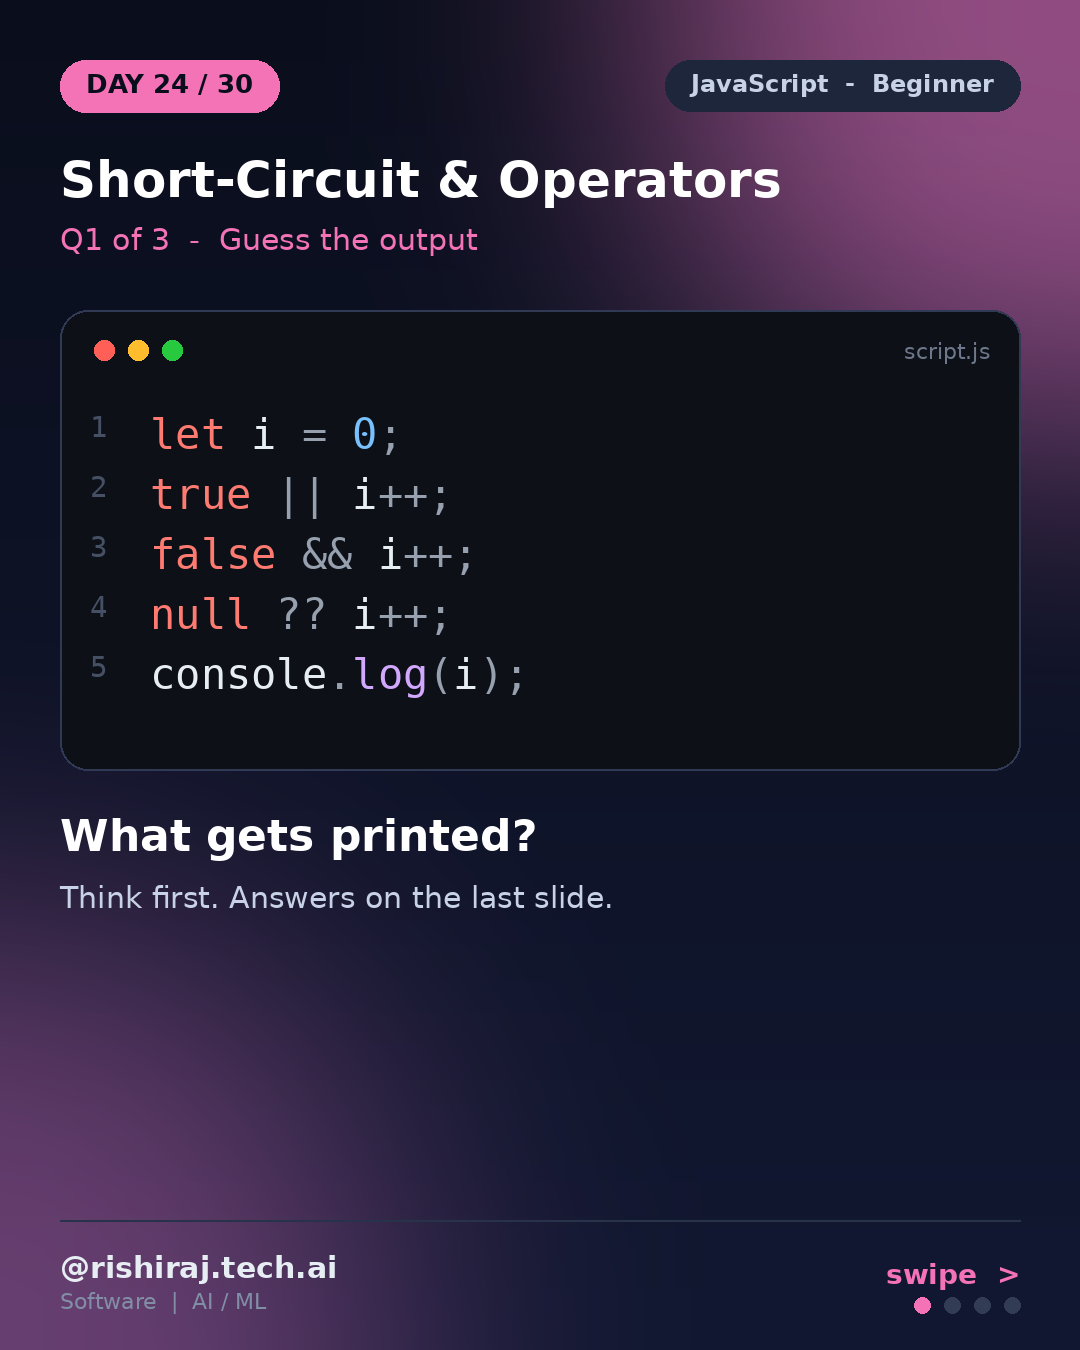 DAY 24 / 30
JavaScript - Beginner
Short-Circuit & Operators
Q1 of 3 - Guess the output
script.js
1 let i = 0;
2 true || i++;
3 false && i++;
4 null ?? i++;
5 console.log(i);
What gets printed?
Think first. Answers on the last slide.
@rishiraj.tech.ai
Software | AI / ML
swipe >